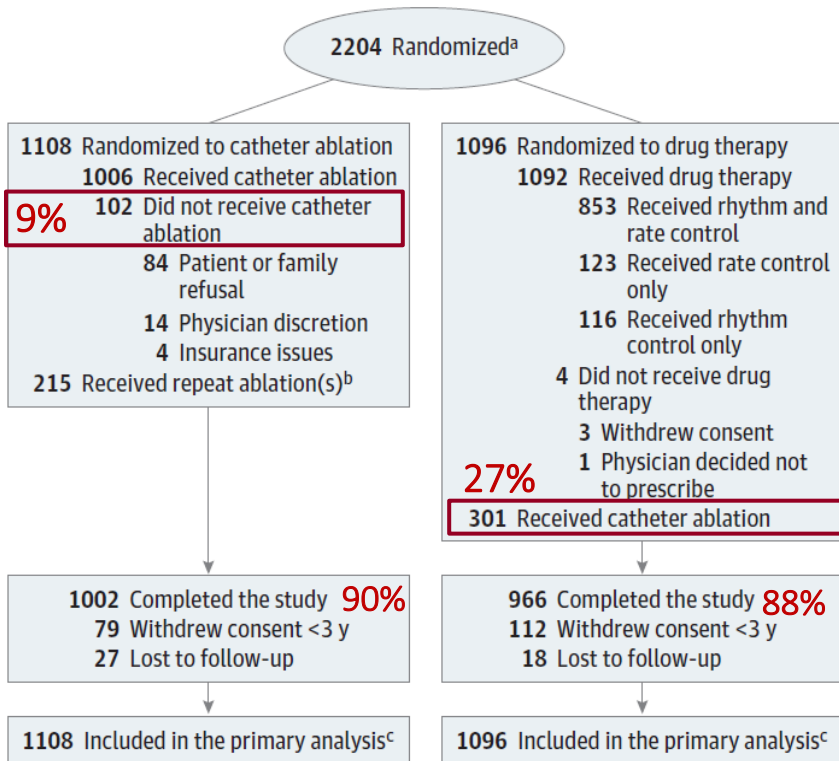 2204 Randomizedᵃ
1108 Randomized to catheter ablation
1006 Received catheter ablation
9%
102 Did not receive catheter
ablation
84 Patient or family
refusal
14 Physician discretion
4 Insurance issues
215 Received repeat ablation(s)ᵇ
1096 Randomized to drug therapy
1092 Received drug therapy
853 Received rhythm and
rate control
123 Received rate control
only
116 Received rhythm
control only
4 Did not receive drug
therapy
3 Withdrew consent
1 Physician decided not
to prescribe
27%
301 Received catheter ablation
1002 Completed the study 90%
79 Withdrew consent <3 y
27 Lost to follow-up
966 Completed the study 88%
112 Withdrew consent <3 y
18 Lost to follow-up
1108 Included in the primary analysisᶜ
1096 Included in the primary analysisᶜ